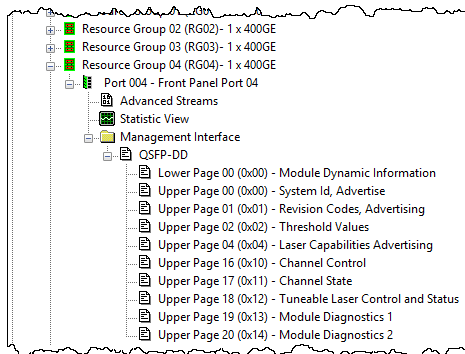 Resource Group 02 (RG02)- 1 x 400GE
Resource Group 03 (RG03)- 1 x 400GE
Resource Group 04 (RG04)- 1 x 400GE
Port 004 - Front Panel Port 04
Advanced Streams
Statistic View
Management Interface
QSFP-DD
Lower Page 00 (0x00) - Module Dynamic Information
Upper Page 00 (0x00) - System Id, Advertise
Upper Page 01 (0x01) - Revision Codes, Advertising
Upper Page 02 (0x02) - Threshold Values
Upper Page 04 (0x04) - Laser Capabilities Advertising
Upper Page 16 (0x10) - Channel Control
Upper Page 17 (0x11) - Channel State
Upper Page 18 (0x12) - Tuneable Laser Control and Status
Upper Page 19 (0x13) - Module Diagnostics 1
Upper Page 20 (0x14) - Module Diagnostics 2